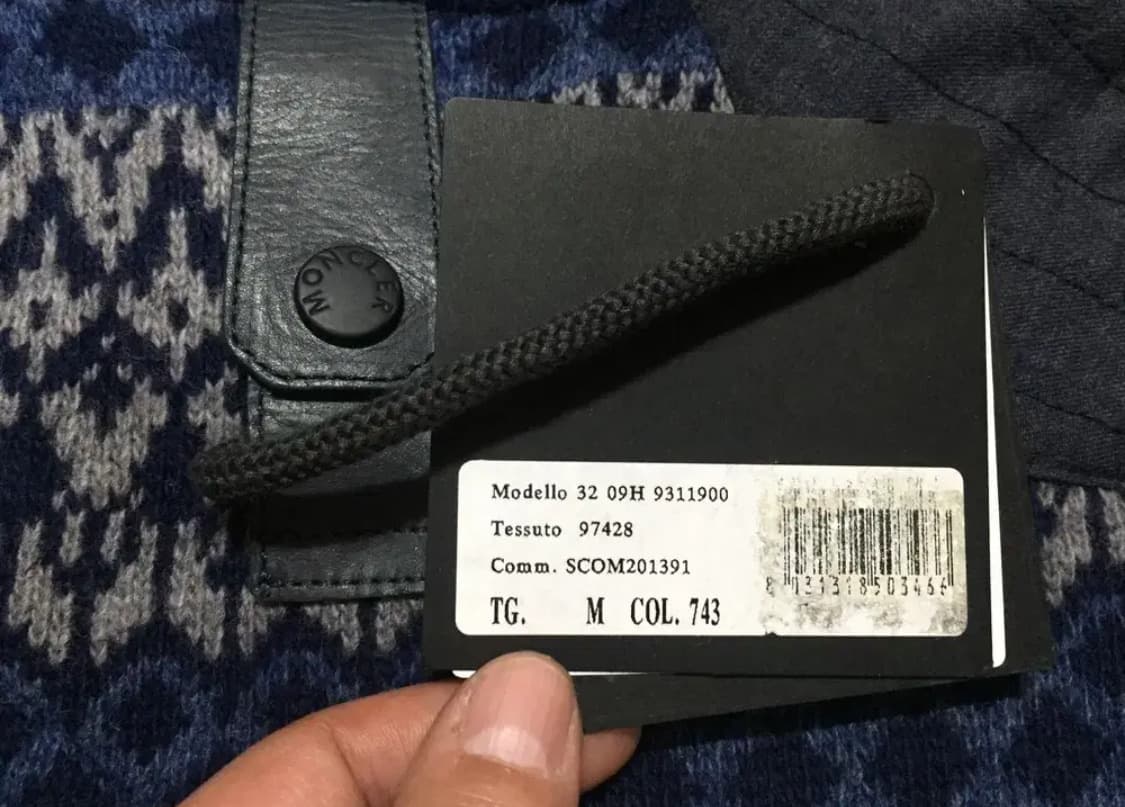 MONCLER
Modello 32 09H 9311900
Tessuto 97428
Comm. SCOM201391
TG. M COL. 743